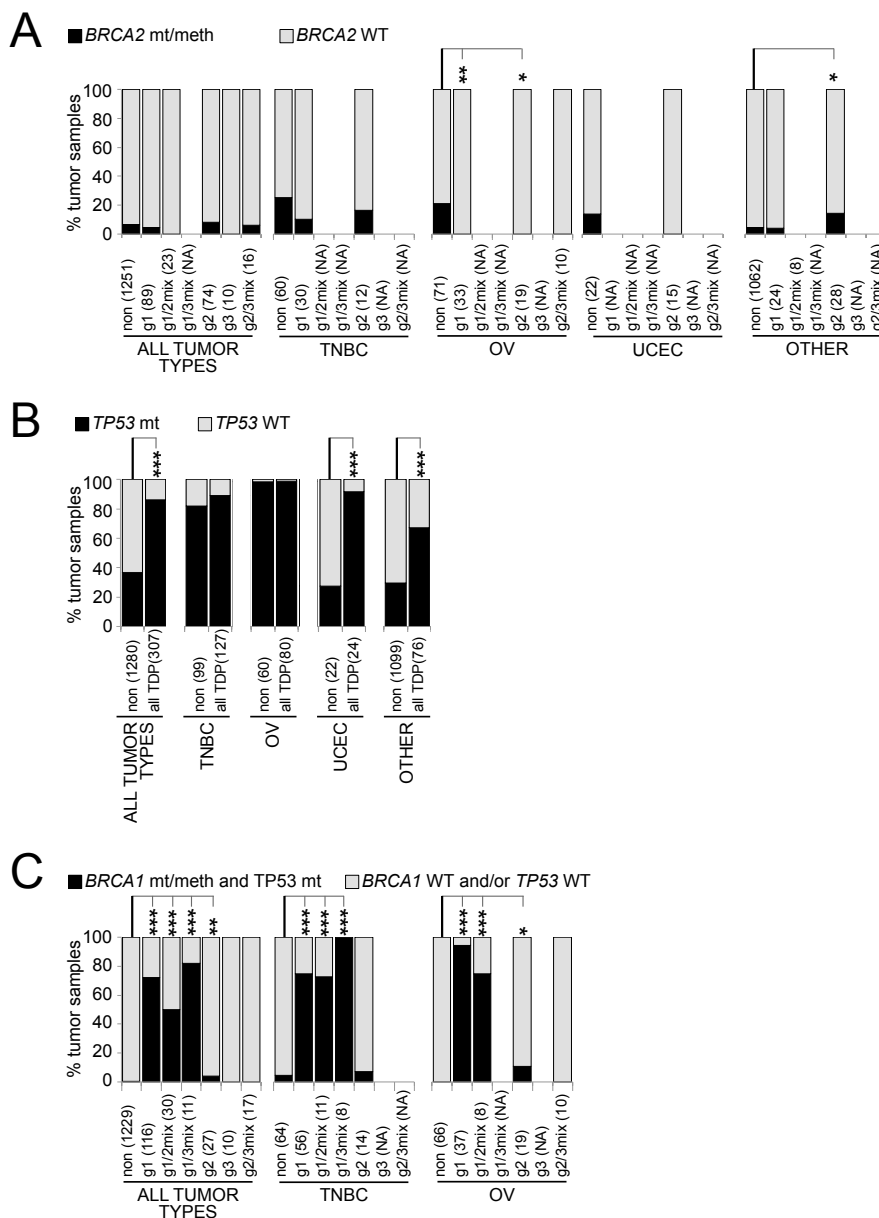 A
BRCA2 mt/meth BRCA2 WT
** * *
% tumor samples
100
80
60
40
20
0
non (1251)
g1 (89)
g1/2mix (23)
g1/3mix (NA)
g2 (74)
g3 (10)
g2/3mix (16)
non (60)
g1 (30)
g1/2mix (NA)
g1/3mix (NA)
g2 (12)
g3 (NA)
g2/3mix (NA)
non (71)
g1 (33)
g1/2mix (NA)
g1/3mix (NA)
g2 (19)
g3 (NA)
g2/3mix (10)
non (22)
g1 (NA)
g1/2mix (NA)
g1/3mix (NA)
g2 (15)
g3 (NA)
g2/3mix (NA)
non (1062)
g1 (24)
g1/2mix (8)
g1/3mix (NA)
g2 (28)
g3 (NA)
g2/3mix (NA)
ALL TUMOR
TYPES
TNBC
OV
UCEC
OTHER
B
TP53 mt TP53 WT
*** *** ***
% tumor samples
100
80
60
40
20
0
non (1280)
all TDP(307)
non (99)
all TDP(127)
non (60)
all TDP(80)
non (22)
all TDP(24)
non (1099)
all TDP(76)
ALL TUMOR
TYPES
TNBC
OV
UCEC
OTHER
C
BRCA1 mt/meth and TP53 mt BRCA1 WT and/or TP53 WT
*** *** *** ** *** *** *** *** *** *
% tumor samples
100
80
60
40
20
0
non (1229)
g1 (116)
g1/2mix (30)
g1/3mix (11)
g2 (27)
g3 (10)
g2/3mix (17)
non (64)
g1 (56)
g1/2mix (11)
g1/3mix (8)
g2 (14)
g3 (NA)
g2/3mix (NA)
non (66)
g1 (37)
g1/2mix (8)
g1/3mix (NA)
g2 (19)
g3 (NA)
g2/3mix (10)
ALL TUMOR
TYPES
TNBC
OV